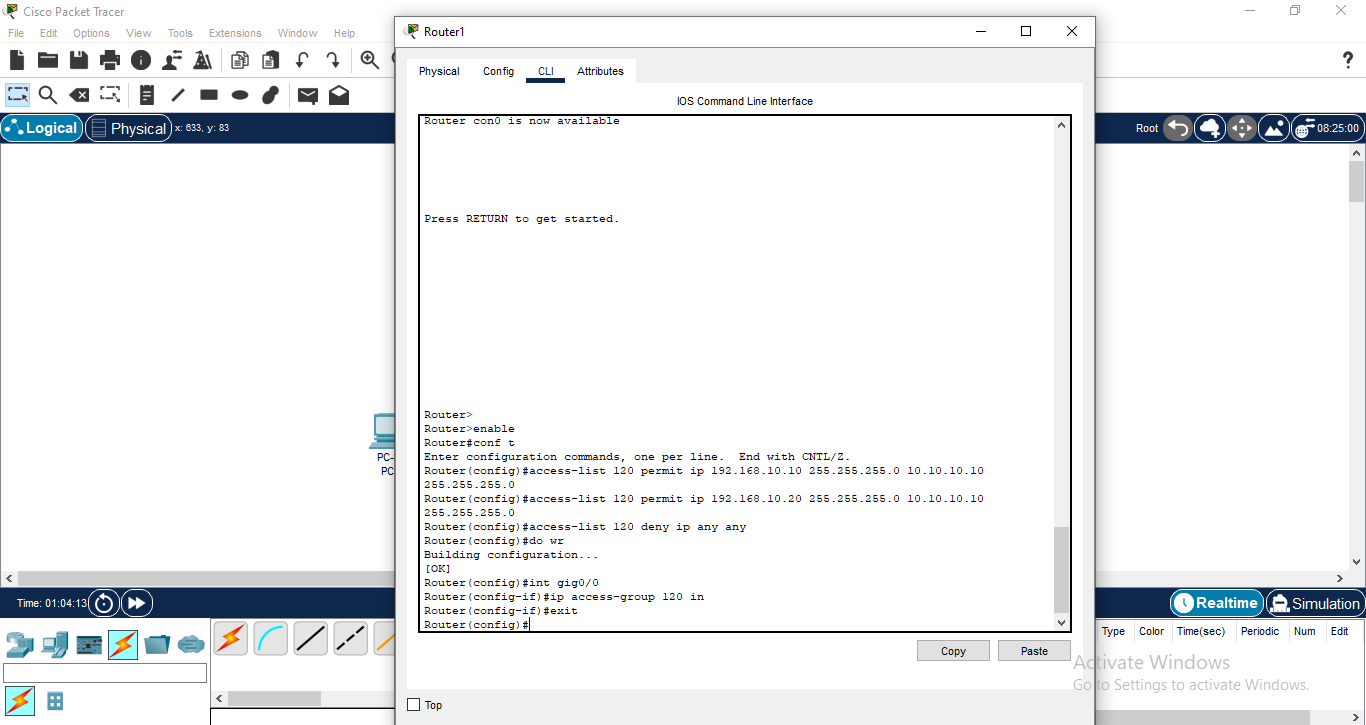 Cisco Packet Tracer
File Edit Options View Tools Extensions Window Help
Logical
Physical
x: 633, y: 83
Router1
Physical Config CLI Attributes
IOS Command Line Interface
Router con0 is now available
Press RETURN to get started.
Router>
Router>enable
Router#conf t
Enter configuration commands, one per line.  End with CNTL/Z.
Router(config)#access-list 120 permit ip 192.168.10.10 255.255.255.0 10.10.10.10
255.255.255.0
Router(config)#access-list 120 permit ip 192.168.10.20 255.255.255.0 10.10.10.10
255.255.255.0
Router(config)#access-list 120 deny ip any any
Router(config)#do wr
Building configuration...
[OK]
Router(config)#int gig0/0
Router(config-if)#ip access-group 120 in
Router(config-if)#exit
Router(config)#
Copy Paste
Top
Root
08:25:00
PC-
PC
Time: 01:04:13
Realtime
Simulation
Type Color Time(sec) Periodic Num Edit
Activate Windows
Go to Settings to activate Windows.